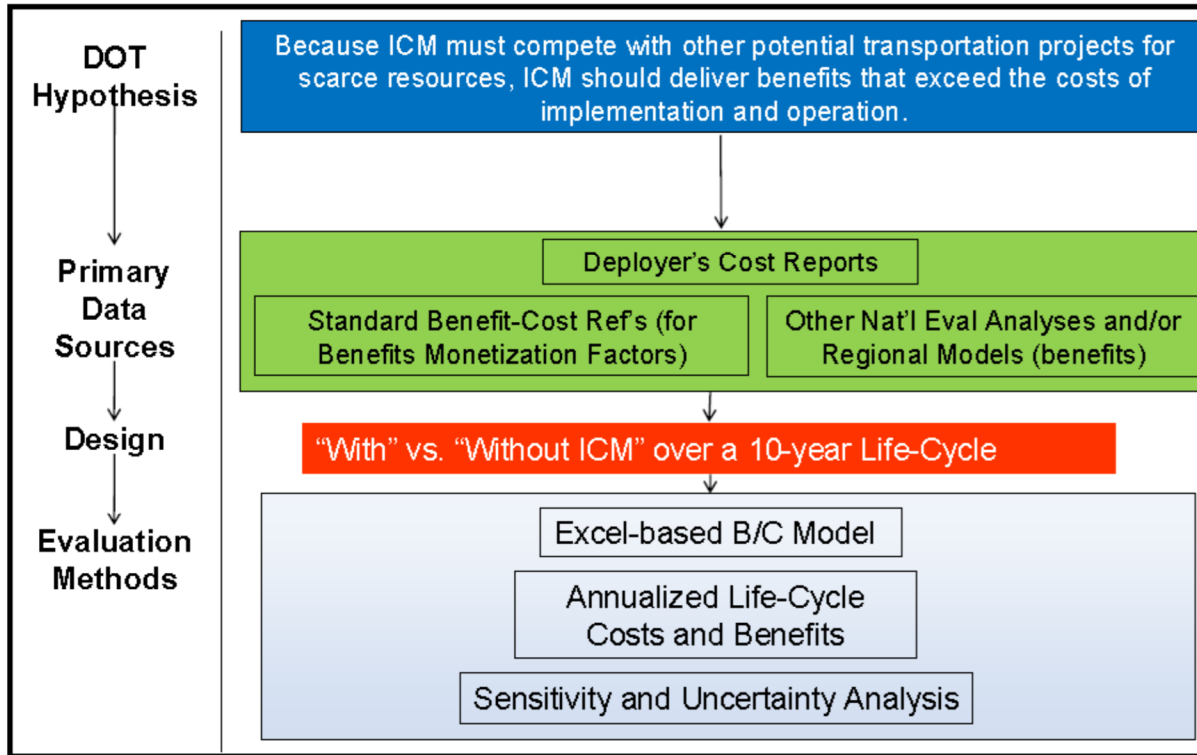 DOT
Hypothesis
Because ICM must compete with other potential transportation projects for
scarce resources, ICM should deliver benefits that exceed the costs of
implementation and operation.
Primary
Data
Sources
Deployer's Cost Reports
Standard Benefit-Cost Ref's (for
Benefits Monetization Factors)
Other Nat'l Eval Analyses and/or
Regional Models (benefits)
Design
“With” vs. “Without ICM” over a 10-year Life-Cycle
Evaluation
Methods
Excel-based B/C Model
Annualized Life-Cycle
Costs and Benefits
Sensitivity and Uncertainty Analysis